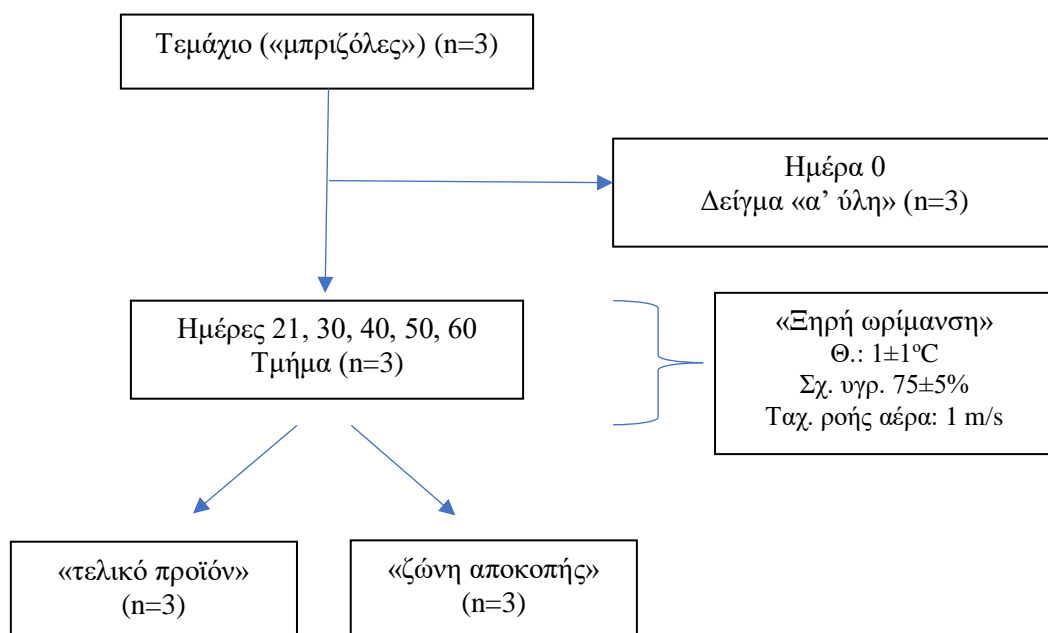 Τεμάχιο («μπριζόλες») (n=3)
Ημέρα 0
Δείγμα «α’ ύλη» (n=3)
Ημέρες 21, 30, 40, 50, 60
Τμήμα (n=3)
«Ξηρή ωρίμανση»
Θ.: 1±1ºC
Σχ. υγρ. 75±5%
Ταχ. ροής αέρα: 1 m/s
«τελικό προϊόν»
(n=3)
«ζώνη αποκοπής»
(n=3)